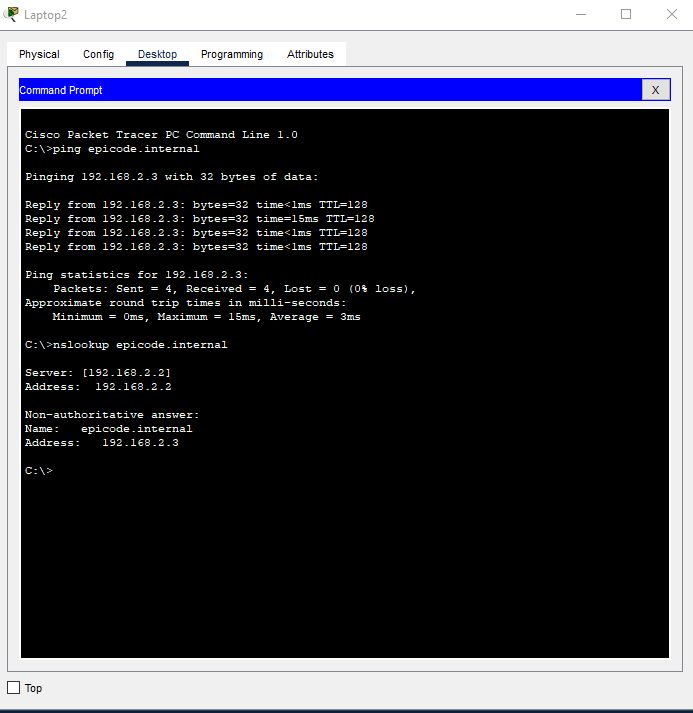 Laptop2
Physical Config Desktop Programming Attributes
Command Prompt X
Cisco Packet Tracer PC Command Line 1.0
C:\>ping epicode.internal
Pinging 192.168.2.3 with 32 bytes of data:
Reply from 192.168.2.3: bytes=32 time<1ms TTL=128
Reply from 192.168.2.3: bytes=32 time=15ms TTL=128
Reply from 192.168.2.3: bytes=32 time<1ms TTL=128
Reply from 192.168.2.3: bytes=32 time<1ms TTL=128
Ping statistics for 192.168.2.3:
Packets: Sent = 4, Received = 4, Lost = 0 (0% loss),
Approximate round trip times in milli-seconds:
Minimum = 0ms, Maximum = 15ms, Average = 3ms
C:\>nslookup epicode.internal
Server: [192.168.2.2]
Address: 192.168.2.2
Non-authoritative answer:
Name: epicode.internal
Address: 192.168.2.3
C:\>
Top